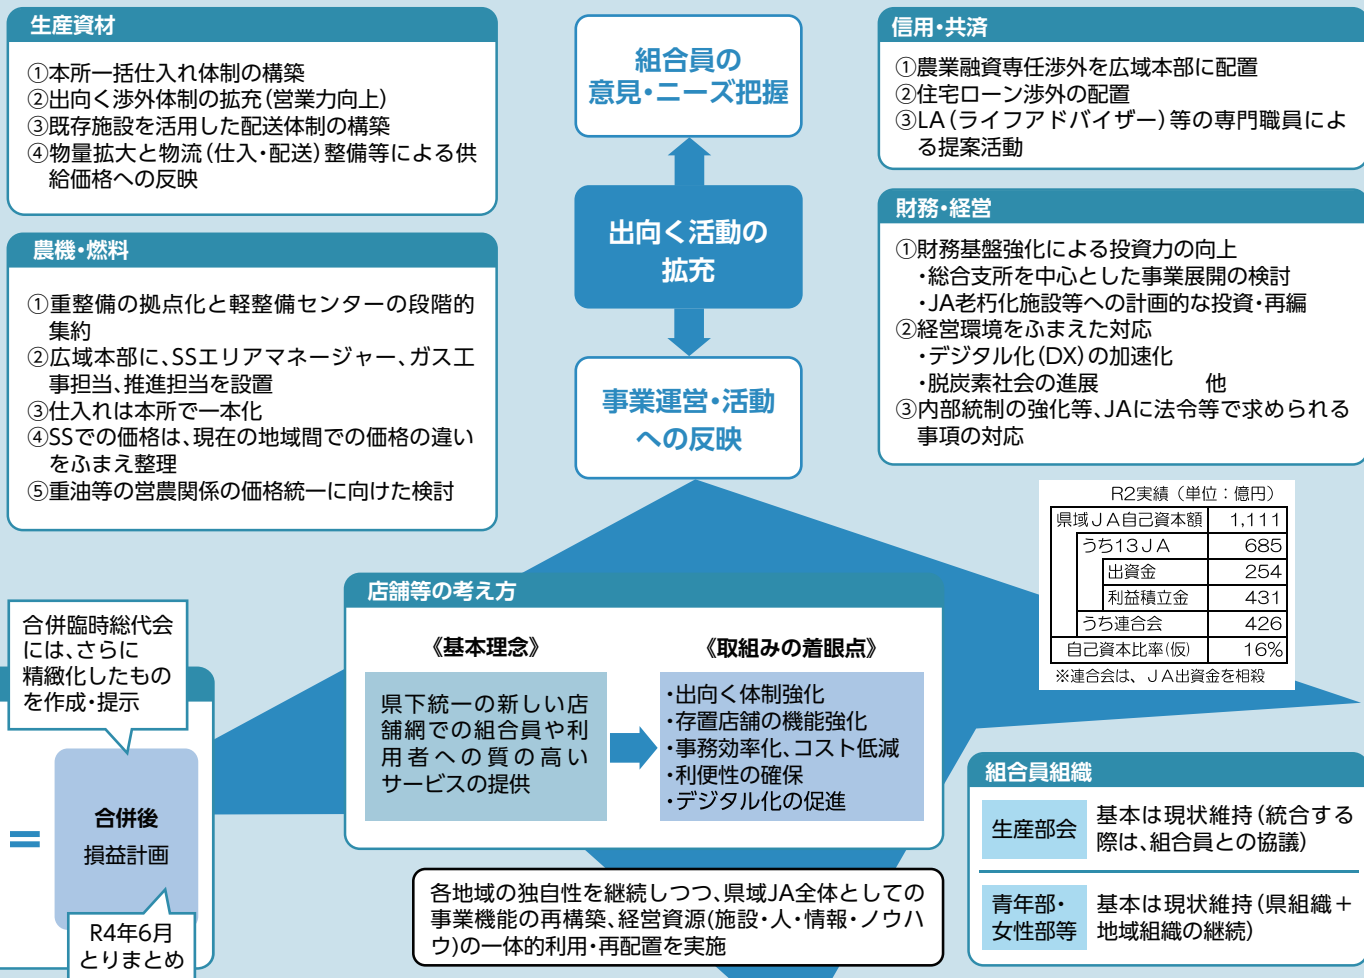 生産資材
①本所一括仕入れ体制の構築
②出向く渉外体制の拡充(営業力向上)
③既存施設を活用した配送体制の構築
④物量拡大と物流(仕入・配送)整備等による供
給価格への反映
農機・燃料
①重整備の拠点化と軽整備センターの段階的
集約
②広域本部に、SSエリアマネージャー、ガス工
事担当、推進担当を設置
③仕入れは本所で一本化
④SSでの価格は、現在の地域間での価格の違い
をふまえ整理
⑤重油等の営農関係の価格統一に向けた検討
組合員の
意見・ニーズ把握
出向く活動の
拡充
事業運営・活動
への反映
信用・共済
①農業融資専任渉外を広域本部に配置
②住宅ローン渉外の配置
③LA(ライフアドバイザー)等の専門職員によ
る提案活動
財務・経営
①財務基盤強化による投資力の向上
・総合支所を中心とした事業展開の検討
・JA老朽化施設等への計画的な投資・再編
②経営環境をふまえた対応
・デジタル化(DX)の加速化
・脱炭素社会の進展 他
③内部統制の強化等、JAに法令等で求められる
事項の対応
R2実績(単位:億円)
県域JA自己資本額 1,111
うち13JA 685
出資金 254
利益積立金 431
うち連合会 426
自己資本比率(仮) 16%
※連合会は、JA出資金を相殺
合併臨時総代会
には、さらに
精緻化したもの
を作成・提示
=
合併後
損益計画
R4年6月
とりまとめ
店舗等の考え方
《基本理念》
県下統一の新しい店
舗網での組合員や利
用者への質の高い
サービスの提供
《取組みの着眼点》
・出向く体制強化
・存置店舗の機能強化
・事務効率化、コスト低減
・利便性の確保
・デジタル化の促進
各地域の独自性を継続しつつ、県域JA全体としての
事業機能の再構築、経営資源(施設・人・情報・ノウハ
ウ)の一体的利用・再配置を実施
組合員組織
生産部会
基本は現状維持(統合する
際は、組合員との協議)
青年部・
女性部等
基本は現状維持(県組織+
地域組織の継続)